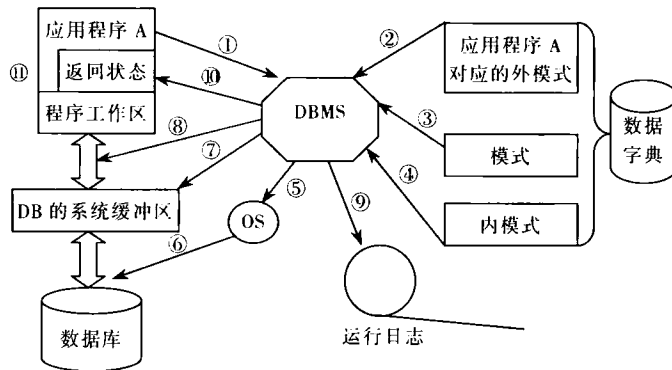 应用程序 A
返回状态
程序工作区
⑪
①
⑩
⑧
⑦
DB 的系统缓冲区
⑥
数据库
DBMS
⑤
OS
⑨
运行日志
②
③
④
应用程序 A
对应的外模式
模式
内模式
数据
字典